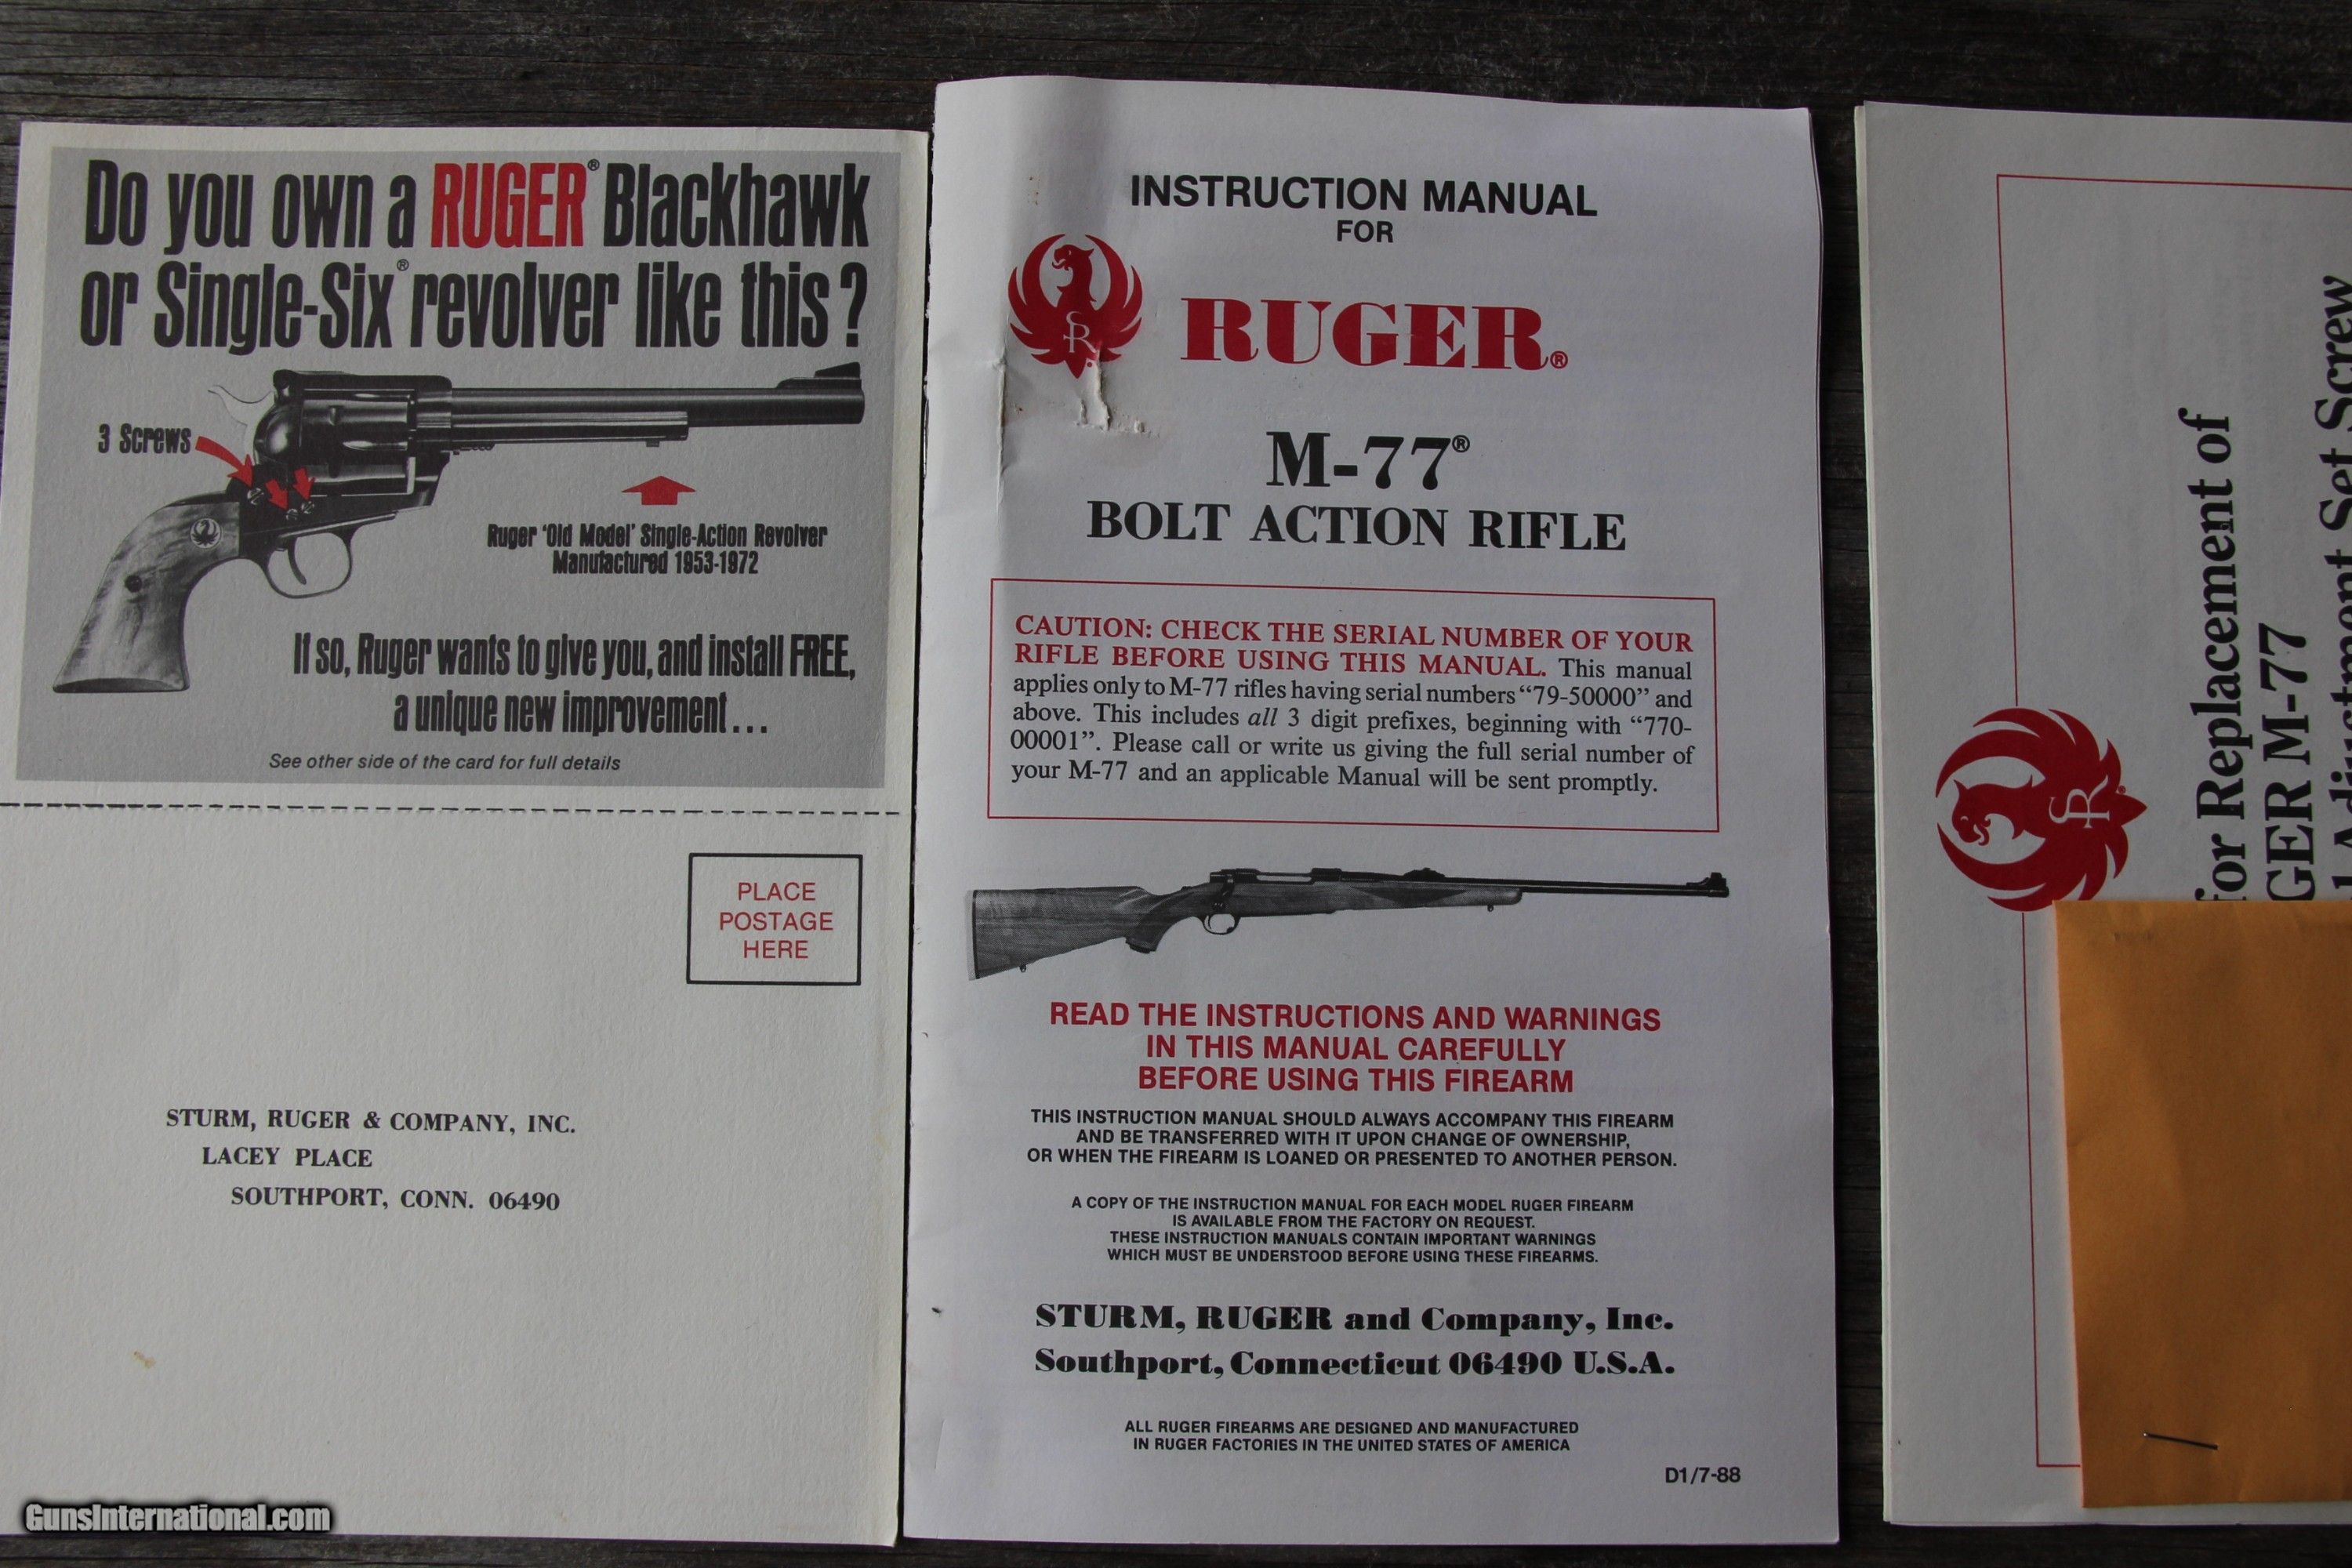 Do you own a RUGER® Blackhawk
or Single-Six® revolver like this?
3 Screws
Ruger 'Old Model' Single-Action Revolver
Manufactured 1953-1972
If so, Ruger wants to give you, and install FREE,
a unique new improvement...
See other side of the card for full details
PLACE
POSTAGE
HERE
STURM, RUGER & COMPANY, INC.
LACEY PLACE
SOUTHPORT, CONN. 06490
INSTRUCTION MANUAL
FOR
SR
RUGER®
M-77®
BOLT ACTION RIFLE
CAUTION: CHECK THE SERIAL NUMBER OF YOUR
RIFLE BEFORE USING THIS MANUAL. This manual
applies only to M-77 rifles having serial numbers "79-50000" and
above. This includes all 3 digit prefixes, beginning with "770-
00001". Please call or write us giving the full serial number of
your M-77 and an applicable Manual will be sent promptly.
READ THE INSTRUCTIONS AND WARNINGS
IN THIS MANUAL CAREFULLY
BEFORE USING THIS FIREARM
THIS INSTRUCTION MANUAL SHOULD ALWAYS ACCOMPANY THIS FIREARM
AND BE TRANSFERRED WITH IT UPON CHANGE OF OWNERSHIP,
OR WHEN THE FIREARM IS LOANED OR PRESENTED TO ANOTHER PERSON.
A COPY OF THE INSTRUCTION MANUAL FOR EACH MODEL RUGER FIREARM
IS AVAILABLE FROM THE FACTORY ON REQUEST.
THESE INSTRUCTION MANUALS CONTAIN IMPORTANT WARNINGS
WHICH MUST BE UNDERSTOOD BEFORE USING THESE FIREARMS.
STURM, RUGER and Company, Inc.
Southport, Connecticut 06490 U.S.A.
ALL RUGER FIREARMS ARE DESIGNED AND MANUFACTURED
IN RUGER FACTORIES IN THE UNITED STATES OF AMERICA
D1/7-88
SR
for Replacement of
GER M-77
Adjustment Set Screw
GunsInternational.com